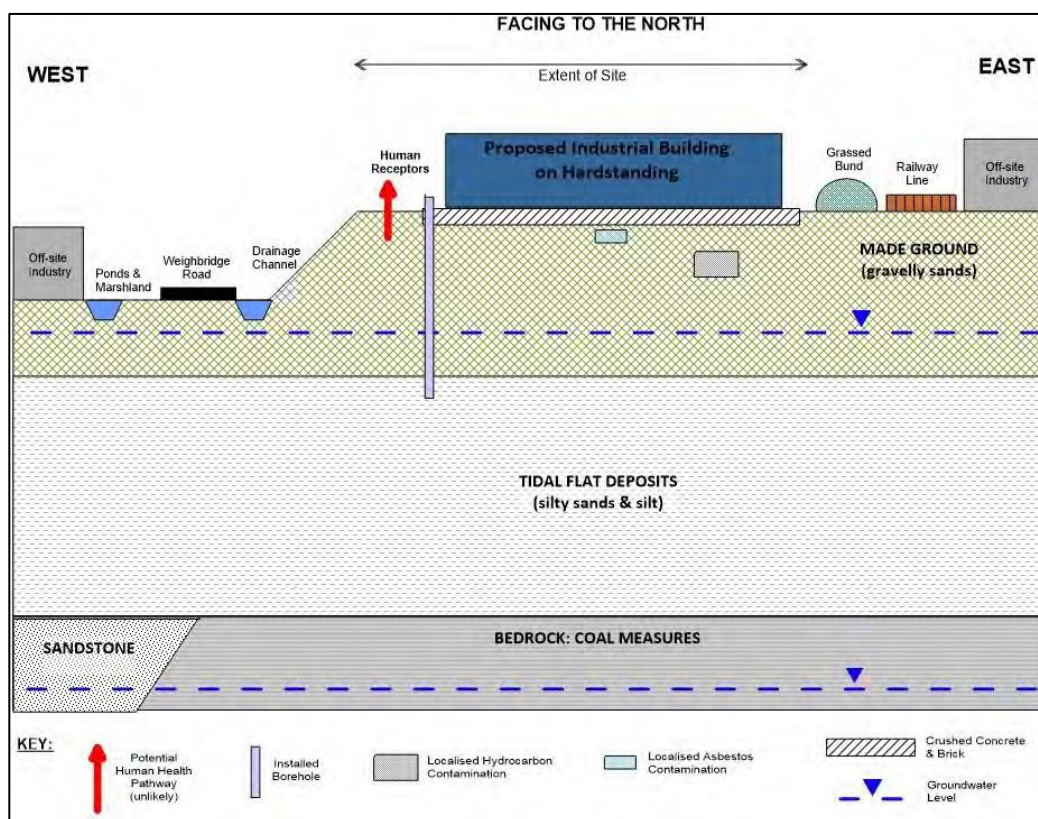 FACING TO THE NORTH
WEST
EAST
Extent of Site
Human
Receptors
Proposed Industrial Building
on Hardstanding
Grassed
Bund
Railway
Line
Off-site
Industry
Off-site
Industry
Ponds &
Marshland
Weighbridge
Road
Drainage
Channel
MADE GROUND
(gravelly sands)
TIDAL FLAT DEPOSITS
(silty sands & silt)
SANDSTONE
BEDROCK: COAL MEASURES
KEY:
Potential
Human Health
Pathway
(unlikely)
Installed
Borehole
Localised Hydrocarbon
Contamination
Localised Asbestos
Contamination
Crushed Concrete
& Brick
Groundwater
Level